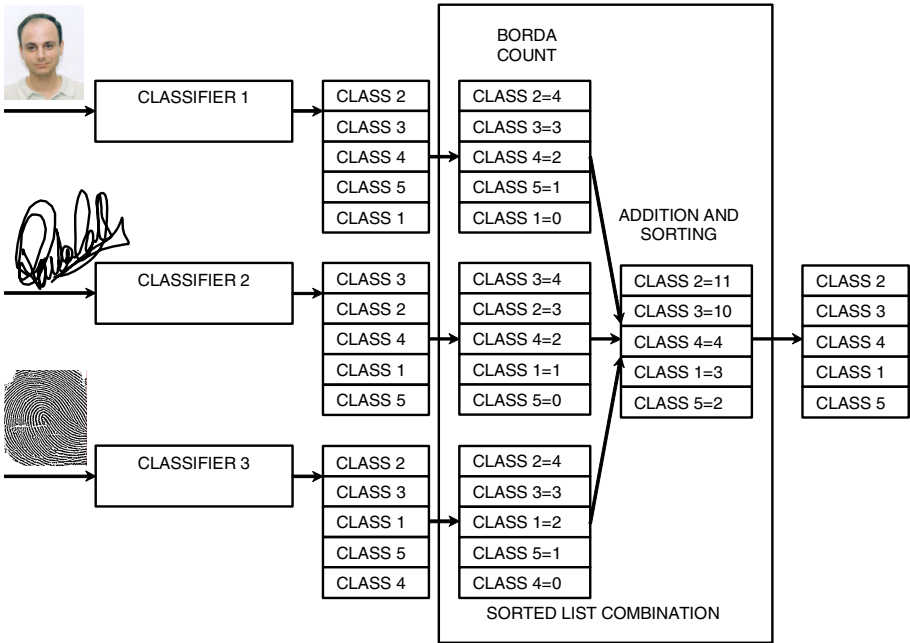 BORDA
COUNT
CLASSIFIER 1
CLASS 2
CLASS 3
CLASS 4
CLASS 5
CLASS 1
CLASS 2=4
CLASS 3=3
CLASS 4=2
CLASS 5=1
CLASS 1=0
CLASSIFIER 2
CLASS 3
CLASS 2
CLASS 4
CLASS 1
CLASS 5
CLASS 3=4
CLASS 2=3
CLASS 4=2
CLASS 1=1
CLASS 5=0
CLASSIFIER 3
CLASS 2
CLASS 3
CLASS 1
CLASS 5
CLASS 4
CLASS 2=4
CLASS 3=3
CLASS 1=2
CLASS 5=1
CLASS 4=0
ADDITION AND
SORTING
CLASS 2=11
CLASS 3=10
CLASS 4=4
CLASS 1=3
CLASS 5=2
CLASS 2
CLASS 3
CLASS 4
CLASS 1
CLASS 5
SORTED LIST COMBINATION